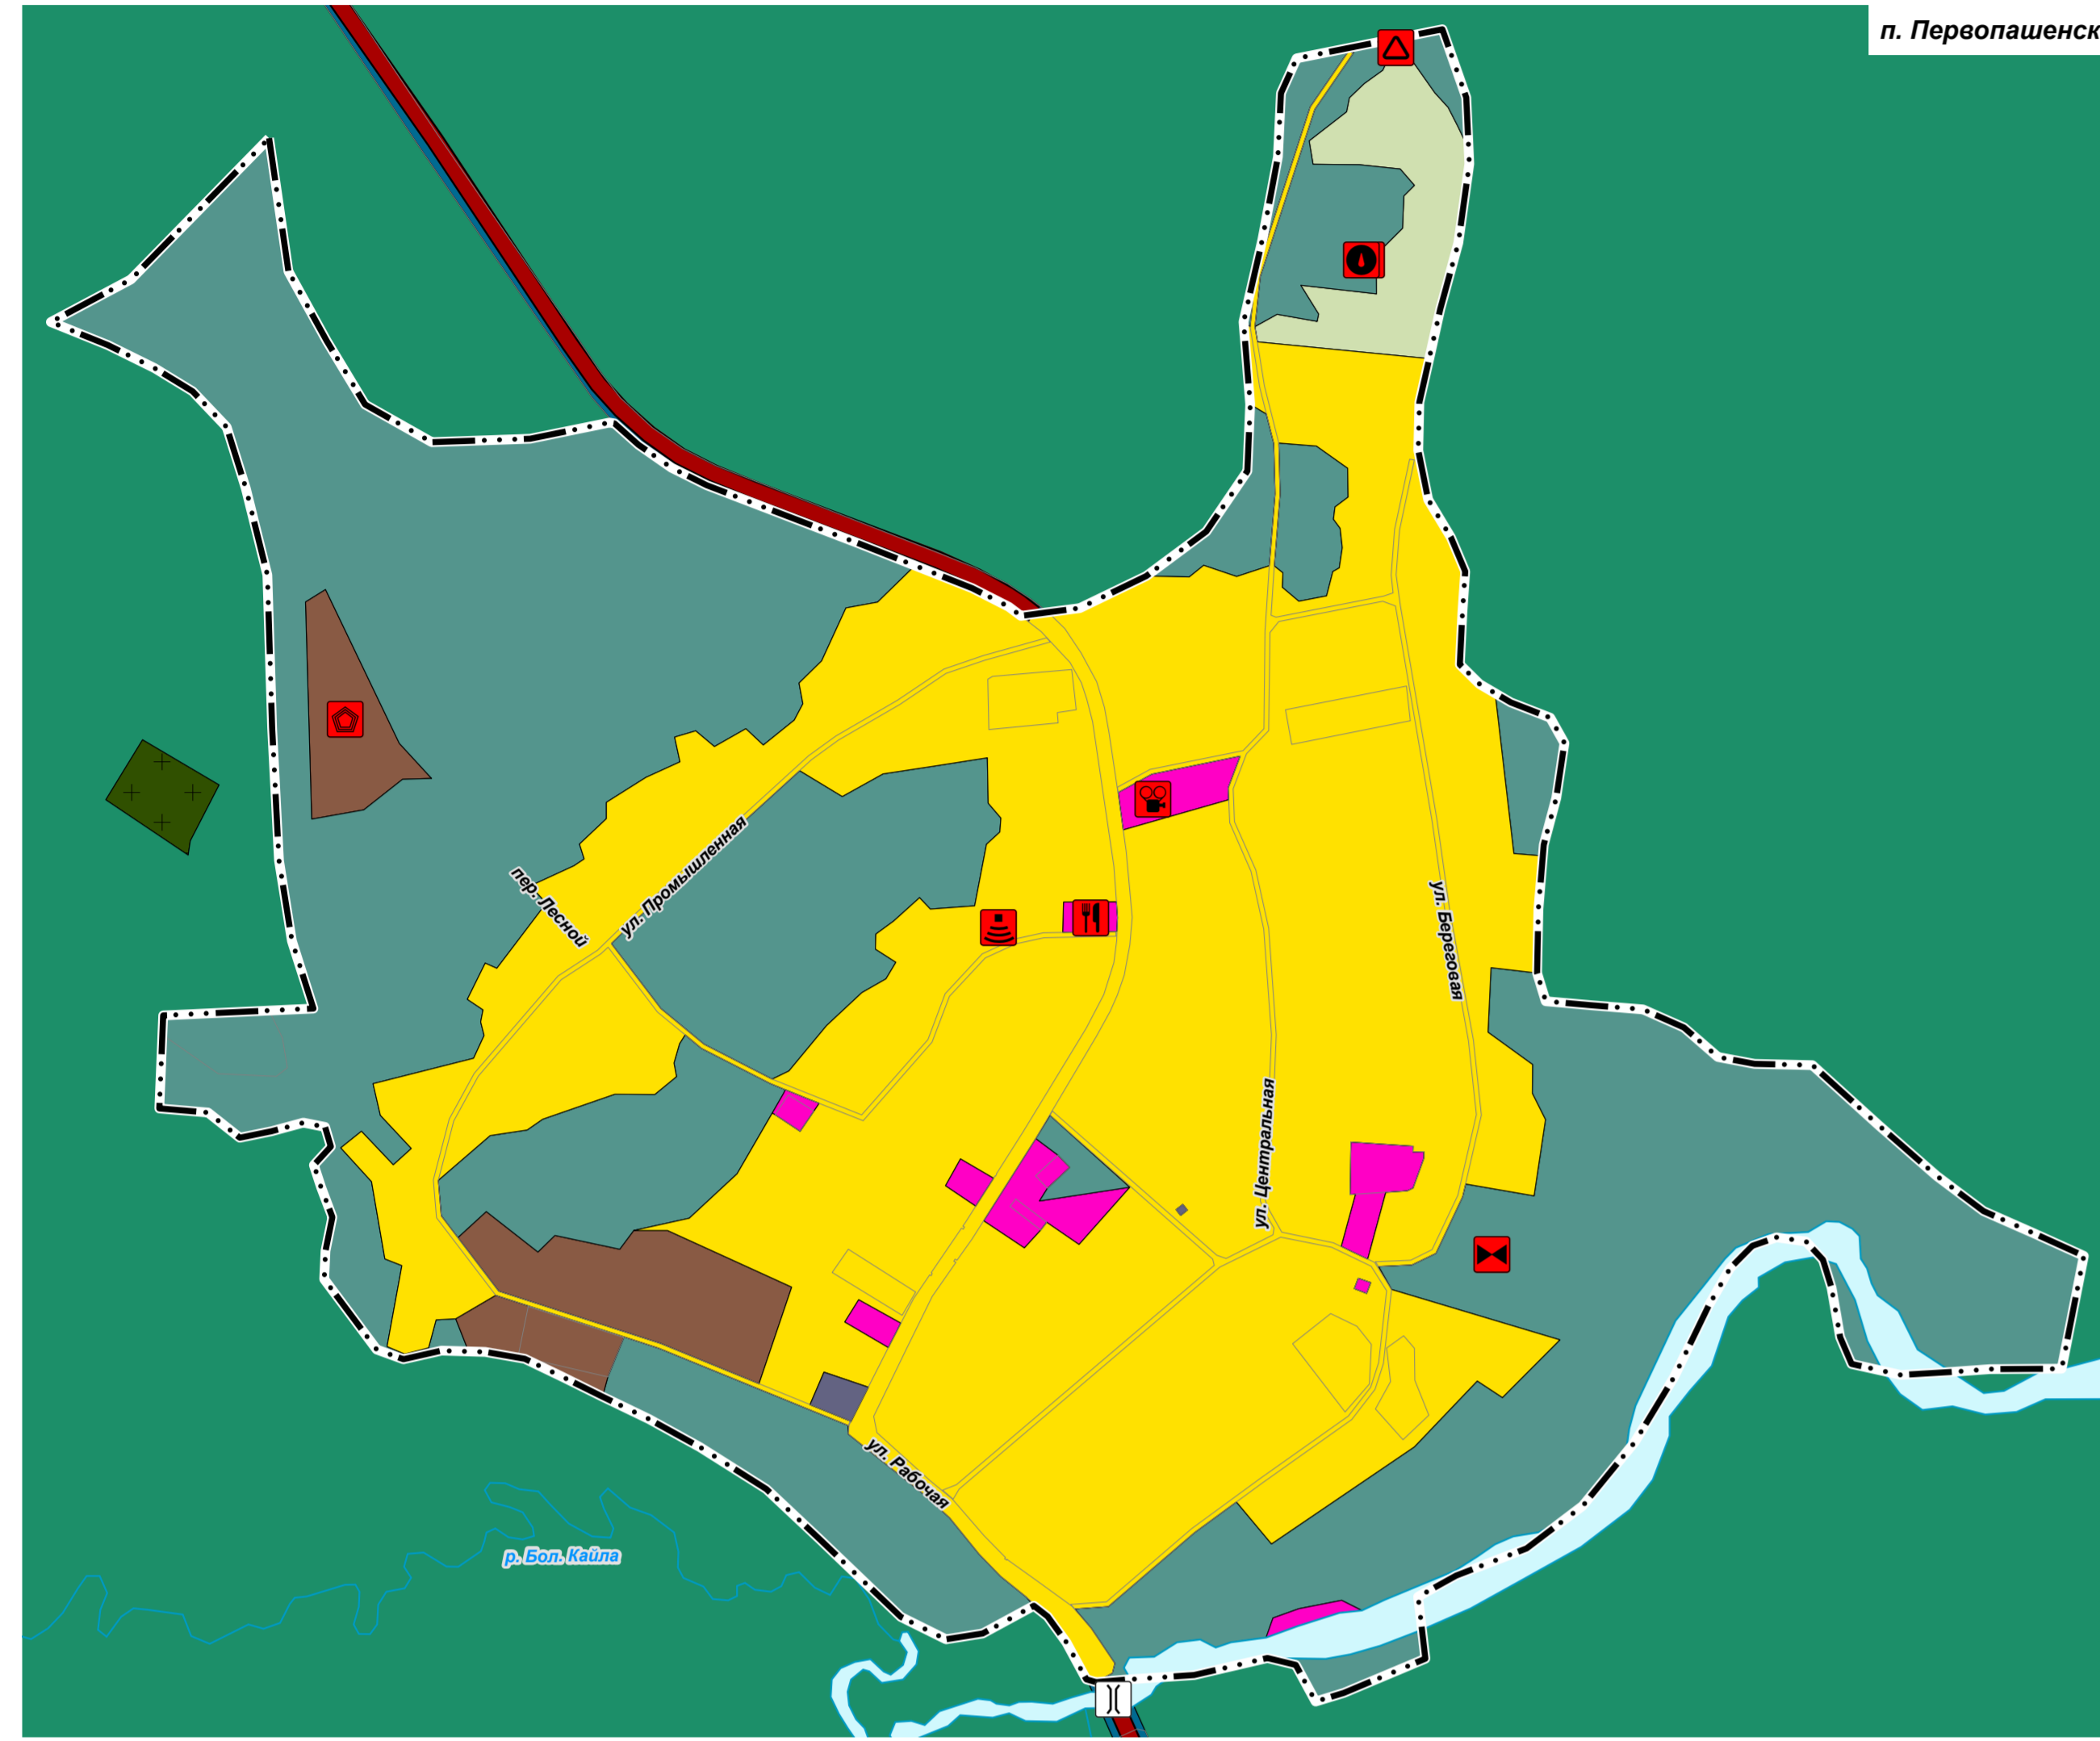 п. Первопашенск
пер. Лесной
ул. Промышленная
ул. Береговая
ул. Центральная
ул. Рабочая
р. Бол. Кайла